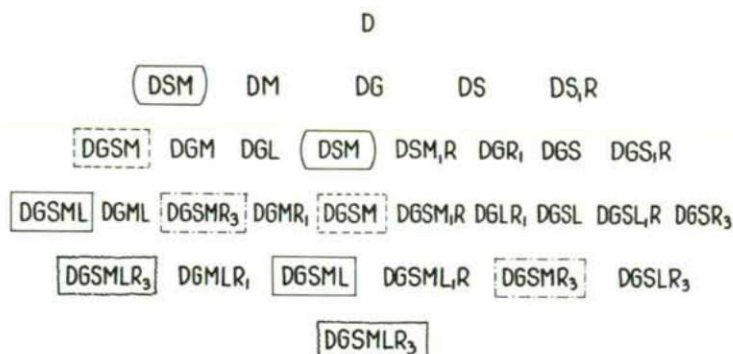 D
DSM DM DG DS DS₁R
DGSM DGM DGL DSM DSM₁R DGR₁ DGS DGS₁R
DGSML DGML DGSMR₃ DGMR₁ DGSM DGSM₁R DGLR₁ DGSL DGSL₁R DGSR₃
DGSMLR₃ DGMLR₁ DGSML DGSML₁R DGSMR₃ DGSLR₃
DGSMLR₃